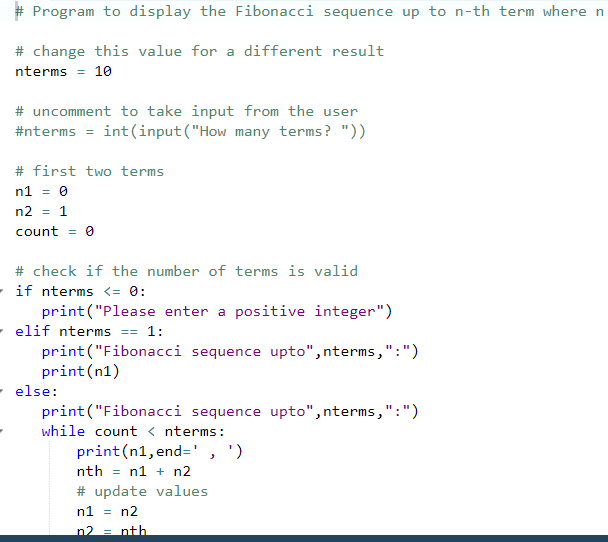 # Program to display the Fibonacci sequence up to n-th term where n
# change this value for a different result
nterms = 10
# uncomment to take input from the user
#nterms = int(input("How many terms? "))
# first two terms
n1 = 0
n2 = 1
count = 0
# check if the number of terms is valid
if nterms <= 0:
    print("Please enter a positive integer")
elif nterms == 1:
    print("Fibonacci sequence upto",nterms,":")
    print(n1)
else:
    print("Fibonacci sequence upto",nterms,":")
    while count < nterms:
        print(n1,end=' , ')
        nth = n1 + n2
        # update values
        n1 = n2
        n2 = nth